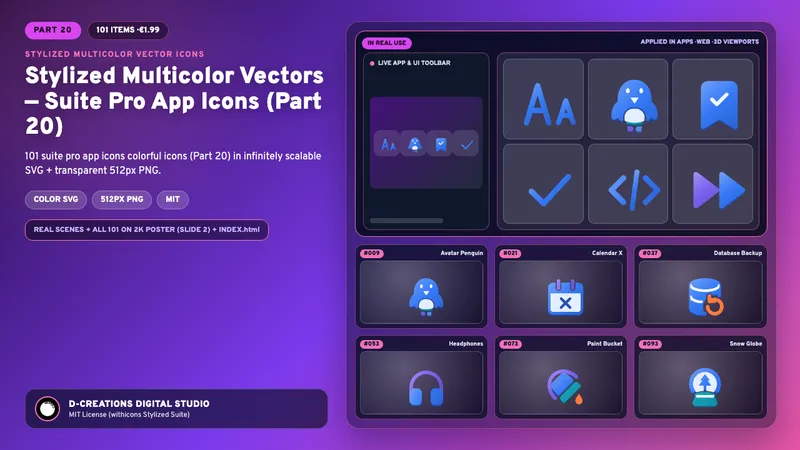 PART 20
101 ITEMS -€1.99
STYLIZED MULTICOLOR VECTOR ICONS
Stylized Multicolor Vectors
— Suite Pro App Icons (Part
20)
101 suite pro app icons colorful icons (Part 20) in infinitely scalable
SVG + transparent 512px PNG.
COLOR SVG
512PX PNG
MIT
REAL SCENES + ALL 101 ON 2K POSTER (SLIDE 2) + INDEX.html
D-CREATIONS DIGITAL STUDIO
MIT License (withicons Stylized Suite)
IN REAL USE
APPLIED IN APPS ·WEB ·3D VIEWPORTS
LIVE APP & UI TOOLBAR
AA
AA
#009
Avatar Penguin
#021
Calendar X
#037
Database Backup
#053
Headphones
#073
Paint Bucket
#093
Snow Globe